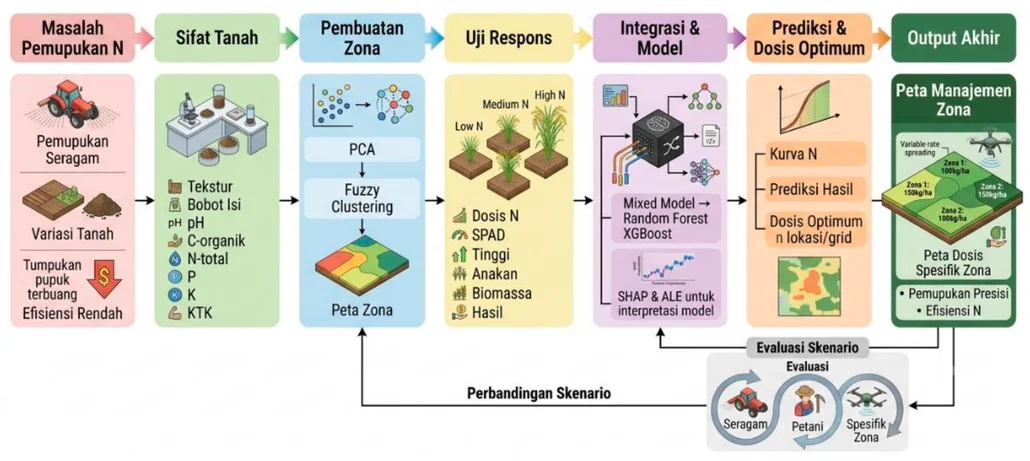 Masalah
Pemupukan N
Sifat Tanah
Pembuatan
Zona
Uji Respons
Integrasi &
Model
Prediksi &
Dosis Optimum
Output Akhir
Pemupukan
Seragam
Variasi Tanah
Tumpukan
pupuk
terbuang
$
Efisiensi Rendah
Tekstur
Bobot Isi
pH pH
C-organik
N N-total
P P
K K
KTK
PCA
Fuzzy
Clustering
Peta Zona
Low N
Medium N
High N
Dosis N
SPAD
Tinggi
Anakan
Biomassa
Hasil
Mixed Model →
Random Forest
XGBoost
SHAP & ALE untuk
interpretasi model
Kurva N
Prediksi Hasil
Dosis Optimum
n lokasi/grid
Peta Manajemen
Zona
Variable-rate
spreading
Zona 1:
100kg/ha
Zona 1:
150kg/ha
Zona 2:
150kg/ha
Zona 2:
100kg/ha
Peta Dosis
Spesifik Zona
• Pemupukan Presisi
• Efisiensi N
Evaluasi Skenario
Perbandingan Skenario
Evaluasi
Seragam
Petani
Spesifik
Zona